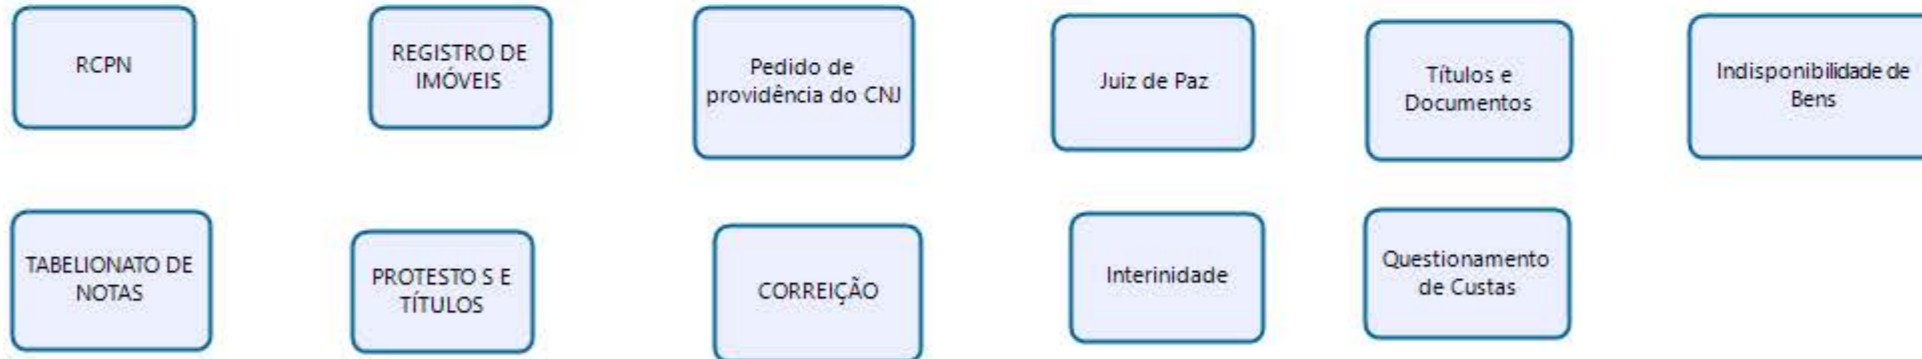 RCPN
REGISTRO DE
IMÓVEIS
Pedido de
providência do CNJ
Juiz de Paz
Títulos e
Documentos
Indisponibilidade de
Bens
TABELIONATO DE
NOTAS
PROTESTO S E
TÍTULOS
CORREIÇÃO
Interinidade
Questionamento
de Custas